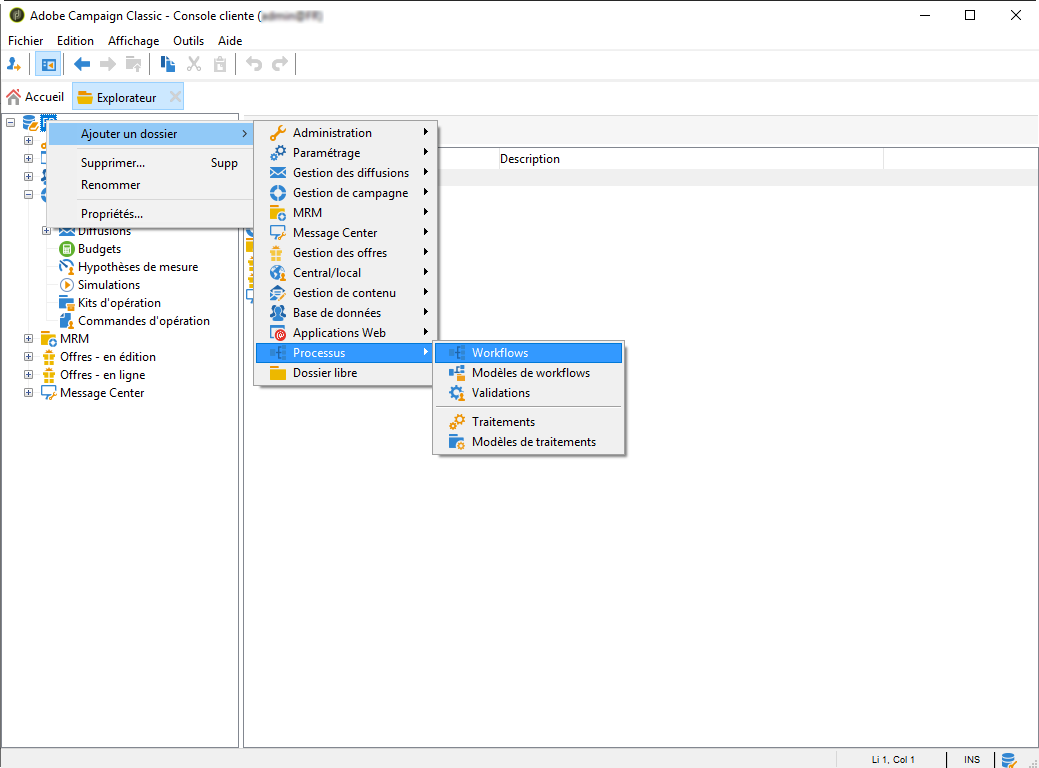 Adobe Campaign Classic - Console cliente (
Fichier Edition Affichage Outils Aide
Accueil Explorateur
Description
Ajouter un dossier
Supprimer... Supp
Renommer
Propriétés...
Administration
Paramétrage
Gestion des diffusions
Gestion de campagne
MRM
Message Center
Gestion des offres
Central/local
Gestion de contenu
Base de données
Applications Web
Processus
Dossier libre
Workflows
Modèles de workflows
Validations
Traitements
Modèles de traitements
Diffusions
Budgets
Hypothèses de mesure
Simulations
Kits d'opération
Commandes d'opération
MRM
Offres - en édition
Offres - en ligne
Message Center
Li 1, Col 1 INS